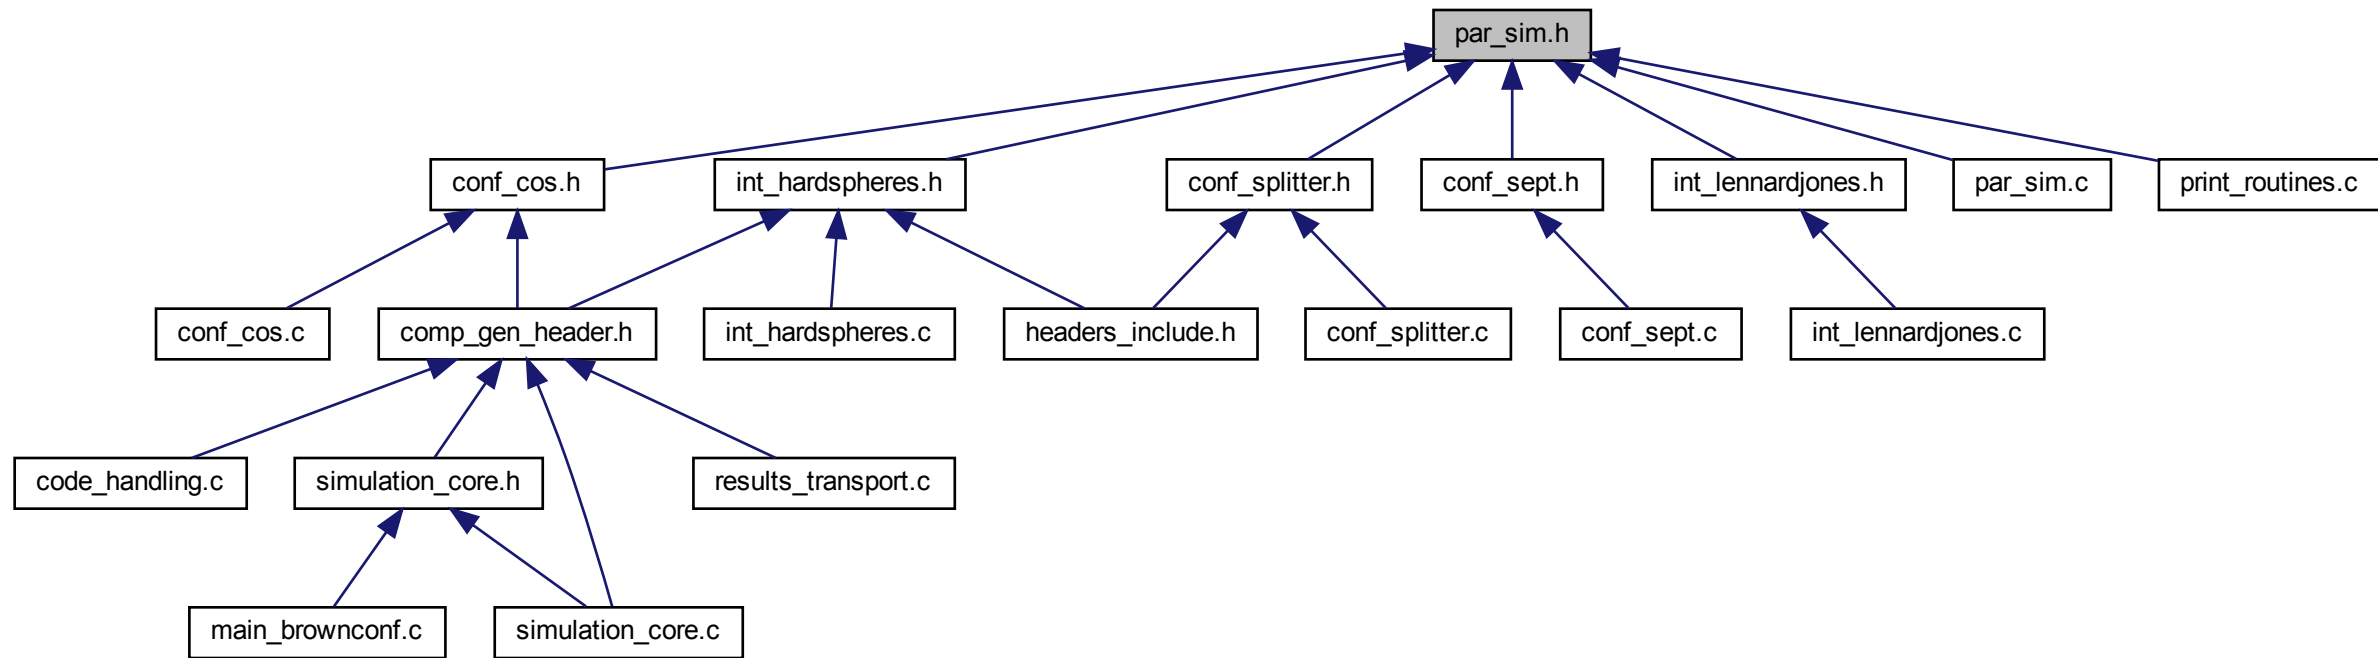 par_sim.h
conf_cos.h
int_hardspheres.h
conf_splitter.h
conf_sept.h
int_lennardjones.h
par_sim.c
print_routines.c
conf_cos.c
comp_gen_header.h
int_hardspheres.c
headers_include.h
conf_splitter.c
conf_sept.c
int_lennardjones.c
code_handling.c
simulation_core.h
results_transport.c
main_brownconf.c
simulation_core.c